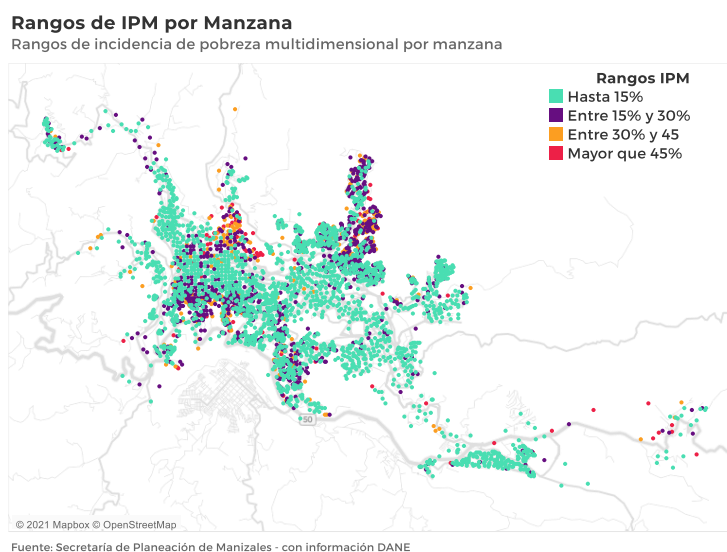 Rangos de IPM por Manzana
Rangos de incidencia de pobreza multidimensional por manzana
Rangos IPM
Hasta 15%
Entre 15% y 30%
Entre 30% y 45
Mayor que 45%
50
© 2021 Mapbox © OpenStreetMap
Fuente: Secretaría de Planeación de Manizales - con información DANE